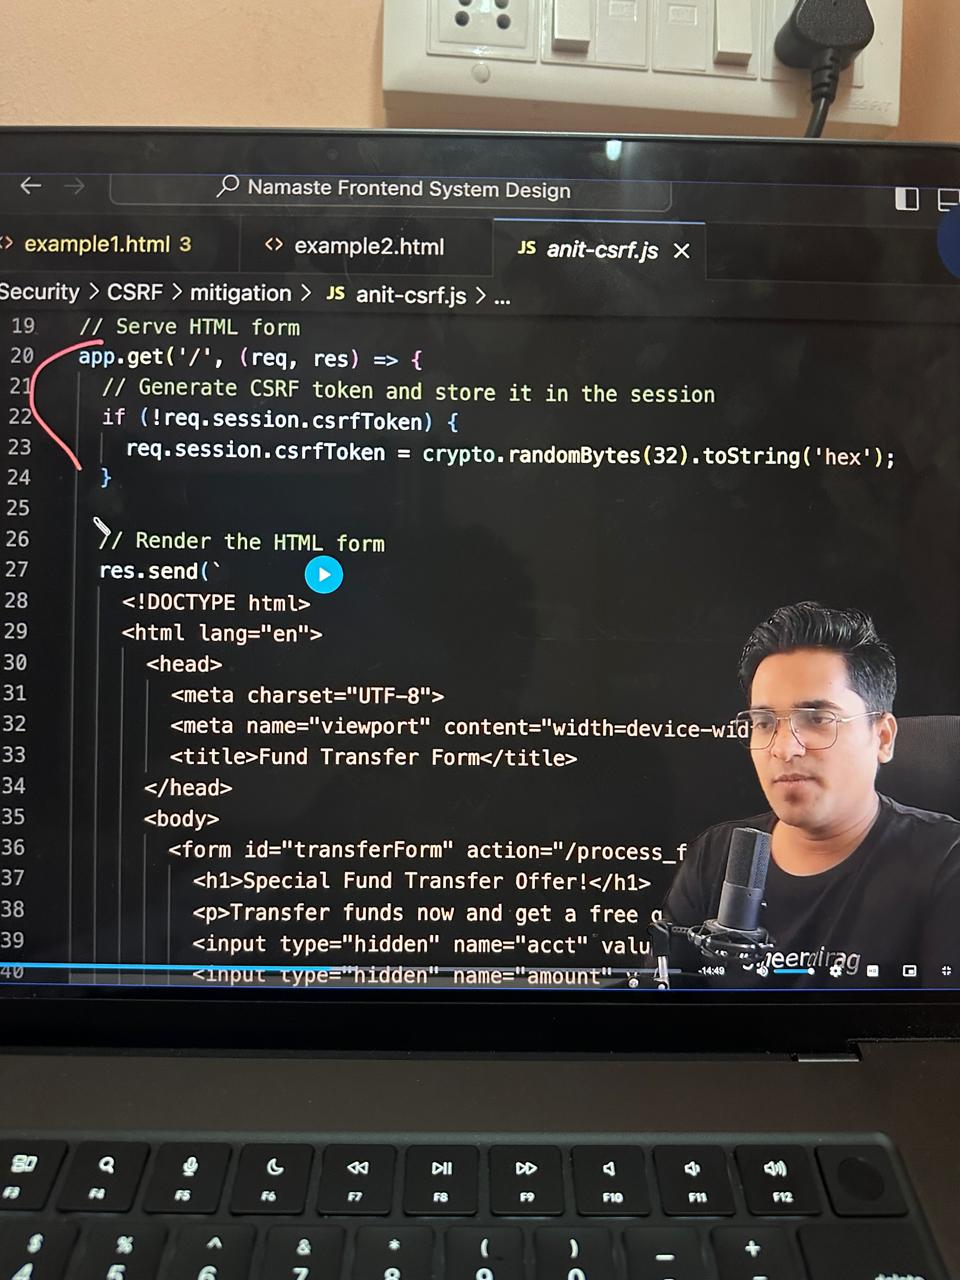 Namaste Frontend System Design
example1.html 3
example2.html
JS anit-csrf.js
Security > CSRF > mitigation > JS anit-csrf.js > ...
19 // Serve HTML form
20 app.get('/', (req, res) => {
21 // Generate CSRF token and store it in the session
22 if (!req.session.csrfToken) {
23 req.session.csrfToken = crypto.randomBytes(32).toString('hex');
24 }
25
26 // Render the HTML form
27 res.send(`
28 <!DOCTYPE html>
29 <html lang="en">
30 <head>
31 <meta charset="UTF-8">
32 <meta name="viewport" content="width=device-wid
33 <title>Fund Transfer Form</title>
34 </head>
35 <body>
36 <form id="transferForm" action="/process_f
37 <h1>Special Fund Transfer Offer!</h1>
38 <p>Transfer funds now and get a free g
39 <input type="hidden" name="acct" valu
40 <input type="hidden" name="amount" v
-14:49
F3 F4 F5 F6 F7 F8 F9 F10 F11 F12
$ % ^ & * ( ) _ +
4 5 6 7 8 9 0